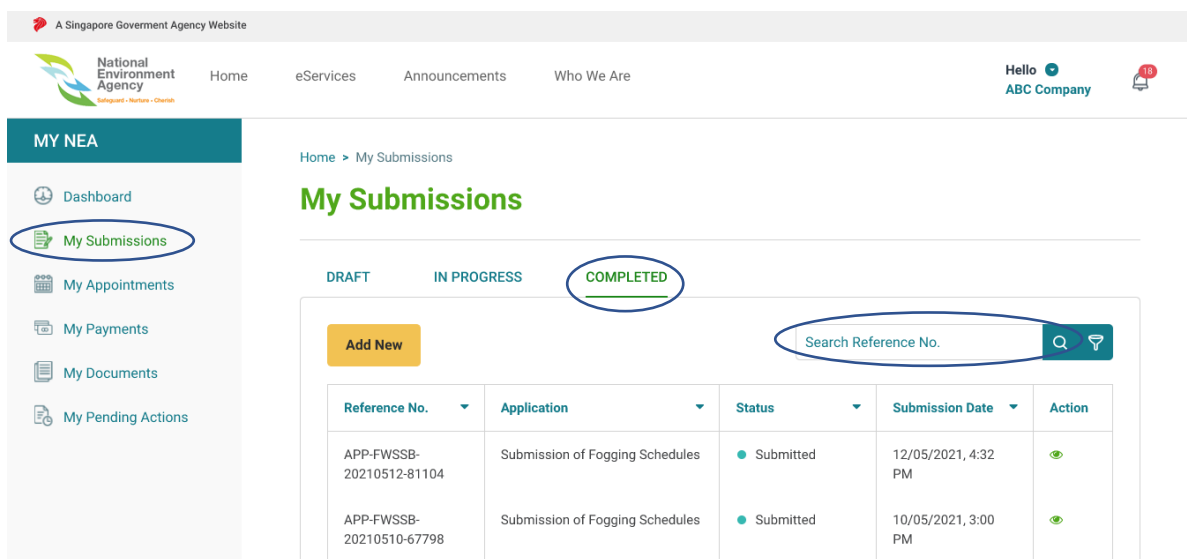 A Singapore Goverment Agency Website
National
Environment
Agency
Safeguard • Nurture • Cherish
Home
eServices
Announcements
Who We Are
Hello
ABC Company
18
MY NEA
Dashboard
My Submissions
My Appointments
My Payments
My Documents
My Pending Actions
Home > My Submissions
My Submissions
DRAFT
IN PROGRESS
COMPLETED
Add New
Search Reference No.
Reference No. Application Status Submission Date Action
APP-FWSSB- Submission of Fogging Schedules Submitted 12/05/2021, 4:32
20210512-81104 PM
APP-FWSSB- Submission of Fogging Schedules Submitted 10/05/2021, 3:00
20210510-67798 PM